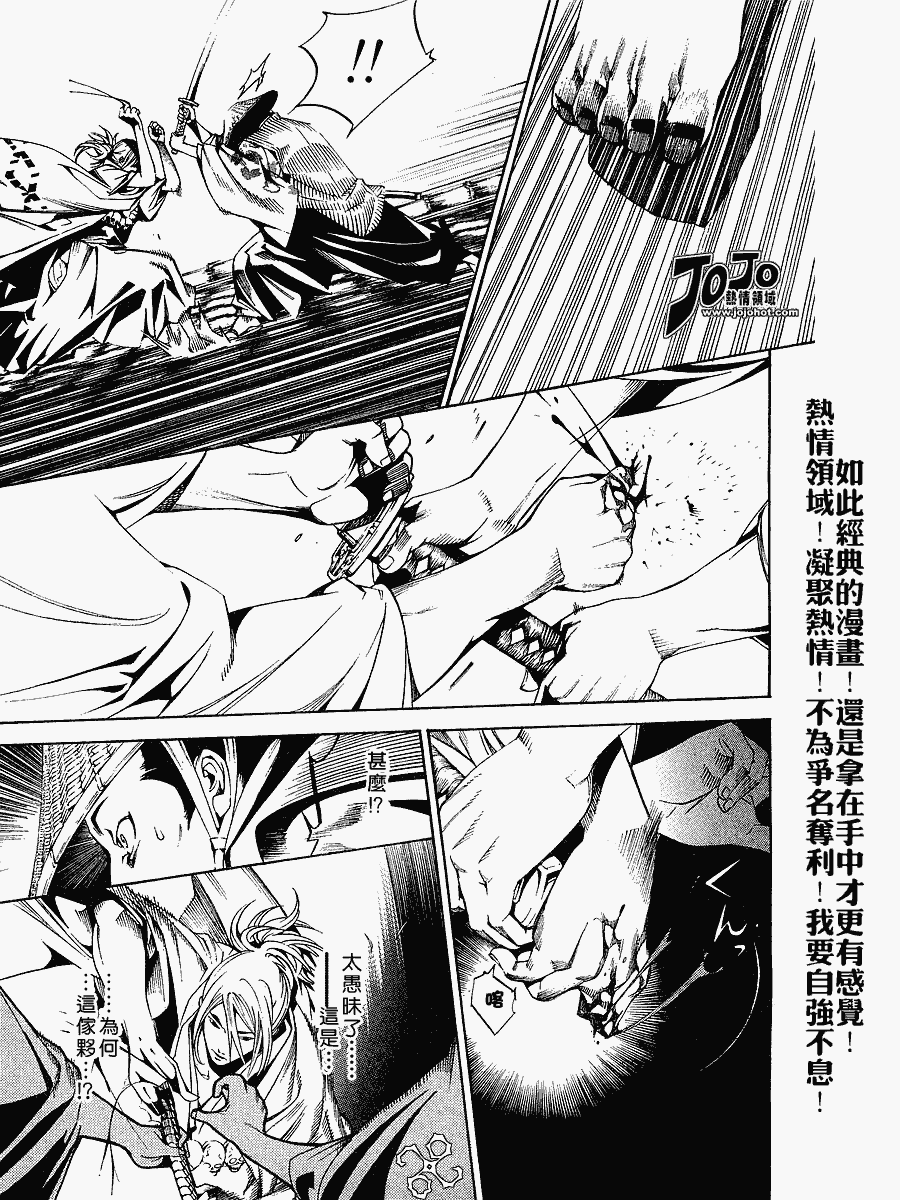 !!
JOJO
熱情領域
www.jojohot.com
如此經典的漫畫！還是拿在手中才更有感覺！
熱情領域！凝聚熱情！不為爭名奪利！我要自強不息！
くんっ
喀
甚麼!?
太愚昧了……
這是…
……為何
…這傢夥…!?